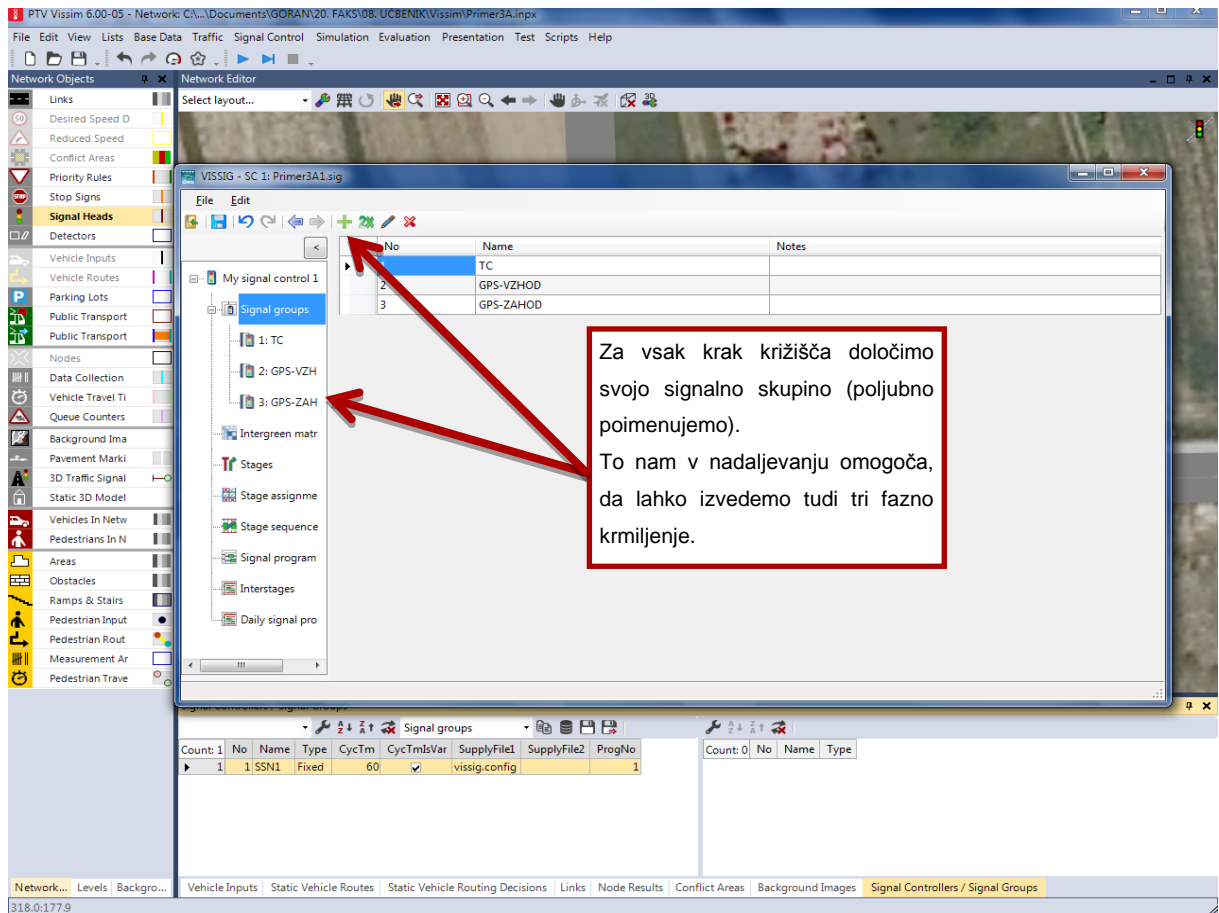 PTV Vissim 6.00-05 - Network: C:\...\Documents\GORAN\20. FAKS\08. UCBENIK\Vissim\Primer3A.inpx
File Edit View Lists Base Data Traffic Signal Control Simulation Evaluation Presentation Test Scripts Help
Network Objects
Network Editor
Select layout...
Links
Desired Speed D
Reduced Speed
Conflict Areas
Priority Rules
Stop Signs
Signal Heads
Detectors
Vehicle Inputs
Vehicle Routes
Parking Lots
Public Transport
Public Transport
Nodes
Data Collection
Vehicle Travel Ti
Queue Counters
Background Ima
Pavement Marki
3D Traffic Signal
Static 3D Model
Vehicles In Netw
Pedestrians In N
Areas
Obstacles
Ramps & Stairs
Pedestrian Input
Pedestrian Rout
Measurement Ar
Pedestrian Trave
VISSIG - SC 1: Primer3A1.sig
File Edit
No Name Notes
TC
2 GPS-VZHOD
3 GPS-ZAHOD
My signal control 1
Signal groups
1: TC
2: GPS-VZH
3: GPS-ZAH
Intergreen matr
Stages
Stage assignme
Stage sequence
Signal program
Interstages
Daily signal pro
Za vsak krak križišča določimo
svojo signalno skupino (poljubno
poimenujemo).
To nam v nadaljevanju omogoča,
da lahko izvedemo tudi tri fazno
krmiljenje.
Signal Controllers / Signal Groups
Signal groups
Count: 1 No Name Type CycTm CycTmIsVar SupplyFile1 SupplyFile2 ProgNo
1 1 SSN1 Fixed 60 vissig.config 1
Count: 0 No Name Type
Network... Levels Backgro...
Vehicle Inputs Static Vehicle Routes Static Vehicle Routing Decisions Links Node Results Conflict Areas Background Images Signal Controllers / Signal Groups
318.0:177.9